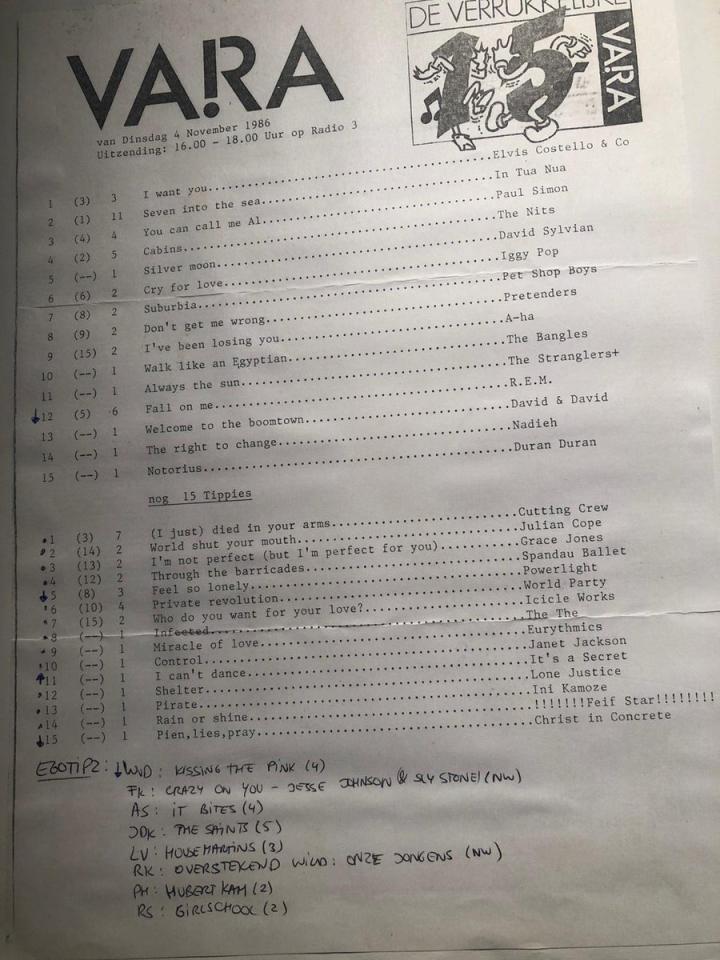 DE VERRUKKELIJKE
15
VARA
VARA
van Dinsdag 4 November 1986
Uitzending: 16.00 - 18.00 Uur op Radio 3
1 (3) 3 I want you........................................Elvis Costello & Co
2 (1) 11 Seven into the sea................................In Tua Nua
3 (4) 4 You can call me Al................................Paul Simon
4 (2) 5 Cabins............................................The Nits
5 (--) 1 Silver moon.......................................David Sylvian
6 (6) 2 Cry for love......................................Iggy Pop
7 (8) 2 Suburbia..........................................Pet Shop Boys
8 (9) 2 Don't get me wrong................................Pretenders
9 (15) 2 I've been losing you..............................A-ha
10 (--) 1 Walk like an Egyptian.............................The Bangles
11 (--) 1 Always the sun....................................The Stranglers+
12 (5) 6 Fall on me........................................R.E.M.
13 (--) 1 Welcome to the boomtown...........................David & David
14 (--) 1 The right to change...............................Nadieh
15 (--) 1 Notorius..........................................Duran Duran
nog 15 Tippies
1 (3) 7 (I just) died in your arms........................Cutting Crew
2 (14) 2 World shut your mouth.............................Julian Cope
3 (13) 2 I'm not perfect (but I'm perfect for you).........Grace Jones
4 (12) 2 Through the barricades............................Spandau Ballet
5 (8) 3 Feel so lonely....................................Powerlight
6 (10) 4 Private revolution................................World Party
7 (15) 2 Who do you want for your love?....................Icicle Works
8 (--) 1 Infected..........................................The The
9 (--) 1 Miracle of love...................................Eurythmics
10 (--) 1 Control...........................................Janet Jackson
11 (--) 1 I can't dance.....................................It's a Secret
12 (--) 1 Shelter...........................................Lone Justice
13 (--) 1 Pirate............................................Ini Kamoze
14 (--) 1 Rain or shine.....................................!!!!!!!Feif Star!!!!!!!!
15 (--) 1 Pien,lies,pray....................................Christ in Concrete
EGOTIPZ: WVD: KISSING THE PINK (4)
FK: CRAZY ON YOU - JESSE JOHNSON & SLY STONE (NW)
AS: IT BITES (4)
JDK: THE SAINTS (5)
LV: HOUSEMARTINS (3)
RK: OVERSTEKEND WILD: ONZE JONGENS (NW)
PH: HUBERT KAH (2)
RS: GIRLSCHOOL (2)